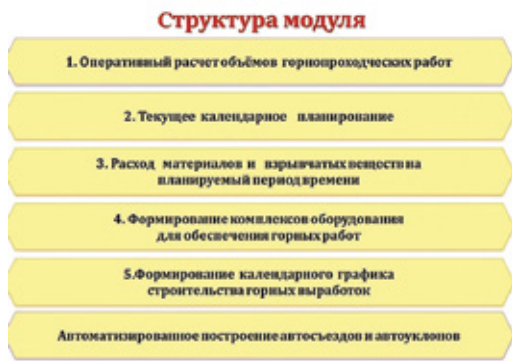 Структура модуля
1. Оперативный расчет объёмов горнопроходческих работ
2. Текущее календарное планирование
3. Расход материалов и взрывчатых веществ на
планируемый период времени
4. Формирование комплексов оборудования
для обеспечения горных работ
5.Формирование календарного графика
строительства горных выработок
Автоматизированное построение автосъездов и автоуклонов